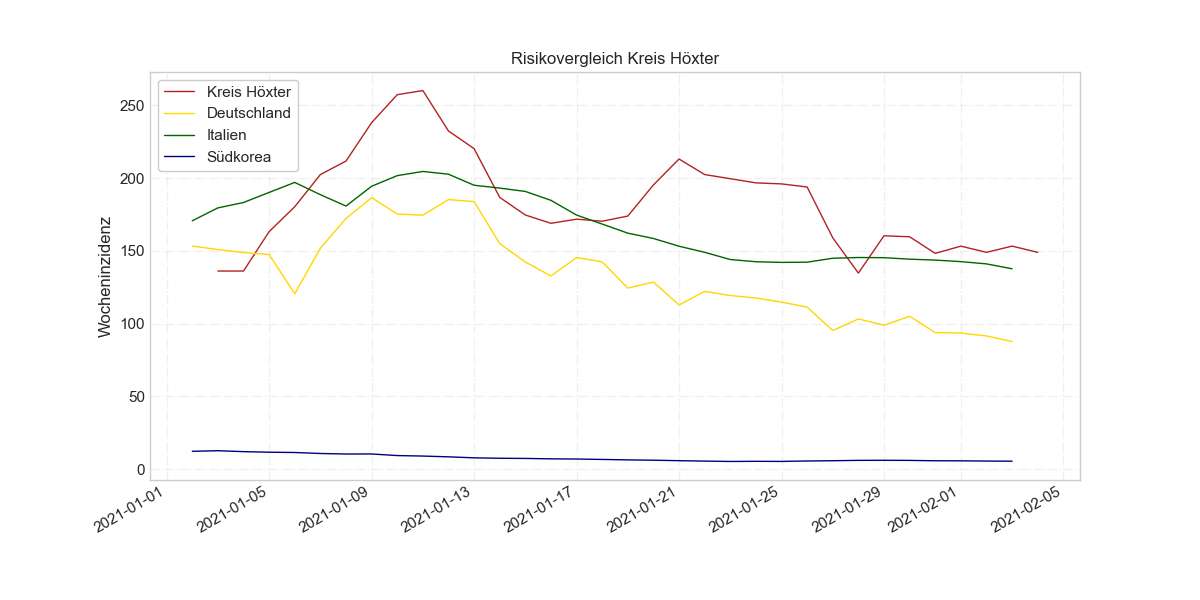 Risikovergleich Kreis Höxter
Kreis Höxter
Deutschland
Italien
Südkorea
Wocheninzidenz
250
200
150
100
50
0
2021-01-01
2021-01-05
2021-01-09
2021-01-13
2021-01-17
2021-01-21
2021-01-25
2021-01-29
2021-02-01
2021-02-05